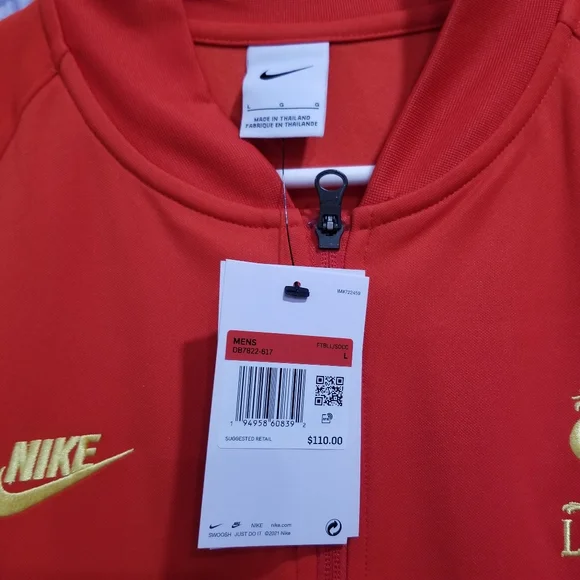 L G G
MADE IN THAILAND
FABRIQUÉ EN THAÏLANDE
MENS
FTBLL/SOCC
DB7822-617
L
1 94958 60839 2
SUGGESTED RETAIL
$110.00
NIKE
NIKE
nike.com
SWOOSH JUST DO IT ©2021 Nike
L